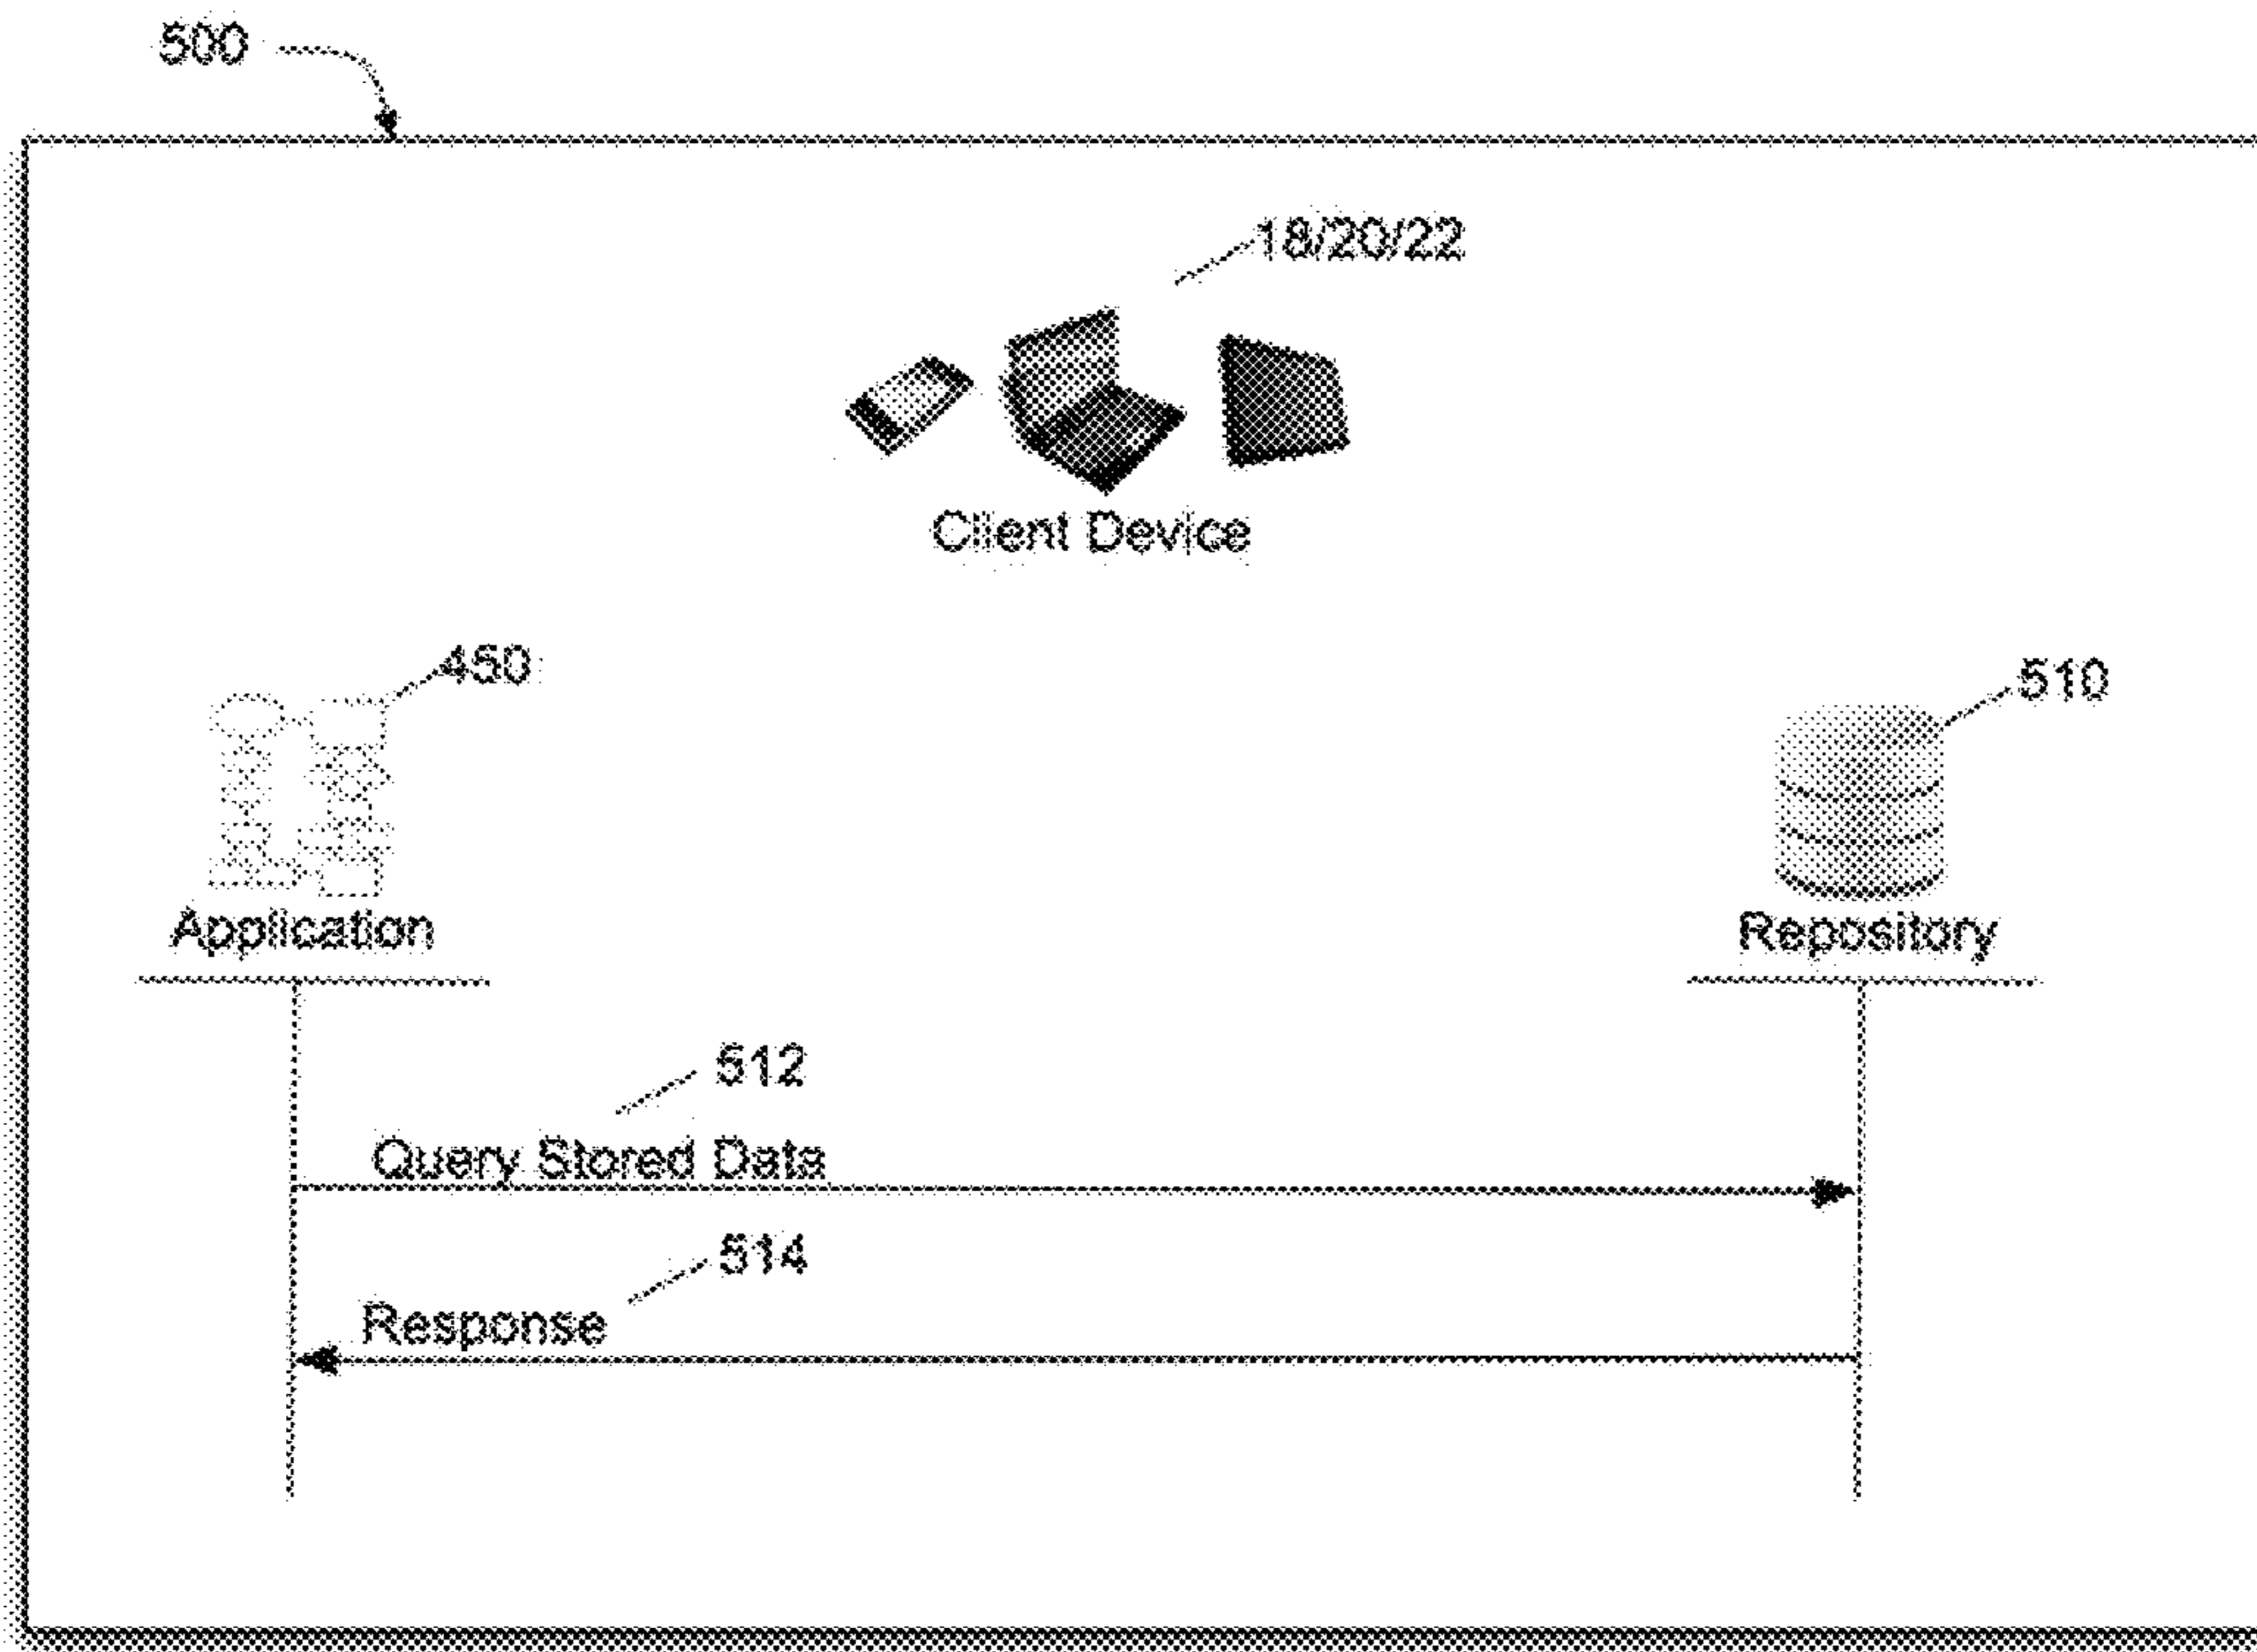 500
18/20/22
Client Device
450
510
Application
Repository
512
Query Stored Data
514
Response